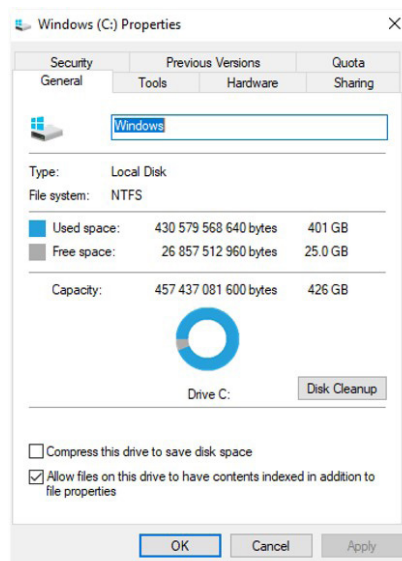 Windows (C:) Properties
Security Previous Versions Quota
General Tools Hardware Sharing
Windows
Type: Local Disk
File system: NTFS
Used space: 430 579 568 640 bytes 401 GB
Free space: 26 857 512 960 bytes 25.0 GB
Capacity: 457 437 081 600 bytes 426 GB
Drive C:
Disk Cleanup
Compress this drive to save disk space
Allow files on this drive to have contents indexed in addition to
file properties
OK Cancel Apply